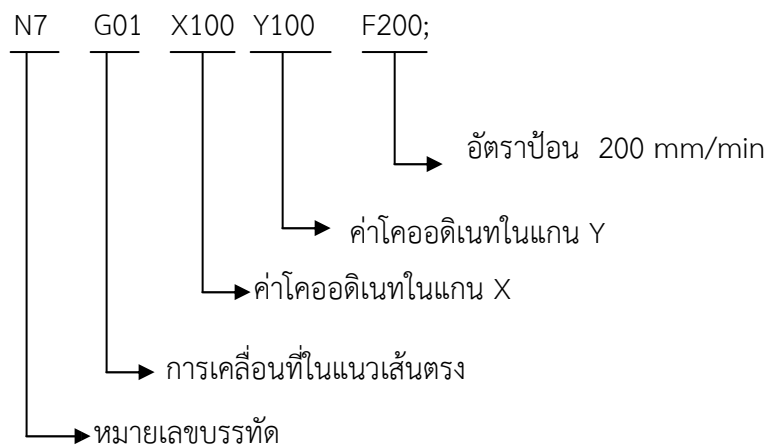 N7 G01 X100 Y100 F200;
อัตราป้อน 200 mm/min
ค่าโคออดิเนทในแกน Y
ค่าโคออดิเนทในแกน X
การเคลื่อนที่ในแนวเส้นตรง
หมายเลขบรรทัด